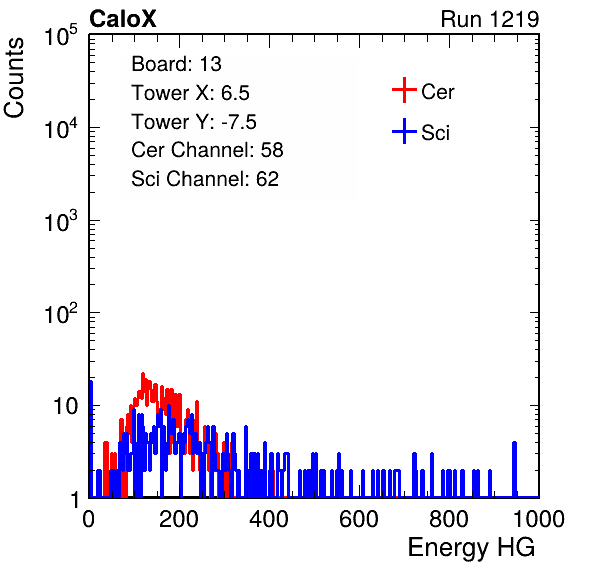 CaloX Run 1219
Counts
10^5
10^4
10^3
10^2
10
1
Board: 13
Tower X: 6.5
Tower Y: -7.5
Cer Channel: 58
Sci Channel: 62
Cer
Sci
0 200 400 600 800 1000
Energy HG